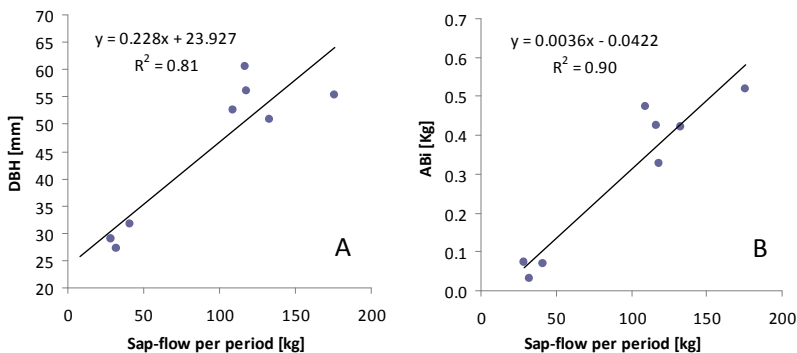 70
65
60
55
50
45
40
35
30
25
20
DBH [mm]
y = 0.228x + 23.927
R² = 0.81
A
0
50
100
150
200
Sap-flow per period [kg]
0.7
0.6
0.5
0.4
0.3
0.2
0.1
0.0
ABi [Kg]
y = 0.0036x - 0.0422
R² = 0.90
B
0
50
100
150
200
Sap-flow per period [kg]